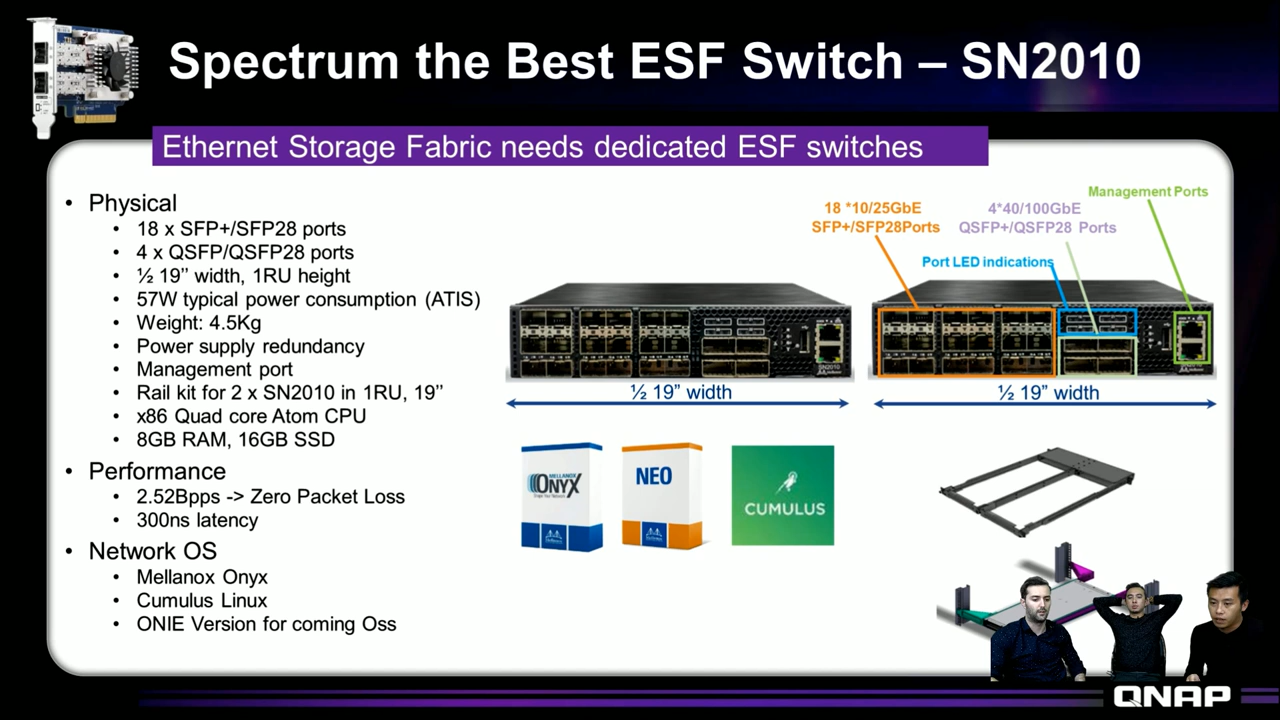 Spectrum the Best ESF Switch – SN2010
Ethernet Storage Fabric needs dedicated ESF switches
• Physical
• 18 x SFP+/SFP28 ports
• 4 x QSFP/QSFP28 ports
• ½ 19’’ width, 1RU height
• 57W typical power consumption (ATIS)
• Weight: 4.5Kg
• Power supply redundancy
• Management port
• Rail kit for 2 x SN2010 in 1RU, 19’’
• x86 Quad core Atom CPU
• 8GB RAM, 16GB SSD
• Performance
• 2.52Bpps -> Zero Packet Loss
• 300ns latency
• Network OS
• Mellanox Onyx
• Cumulus Linux
• ONIE Version for coming Oss
Management Ports
18 *10/25GbE
SFP+/SFP28Ports
4*40/100GbE
QSFP+/QSFP28 Ports
Port LED indications
SN2010
½ 19” width
½ 19” width
MELLANOX
ONYX
NEO
CUMULUS
QNAP